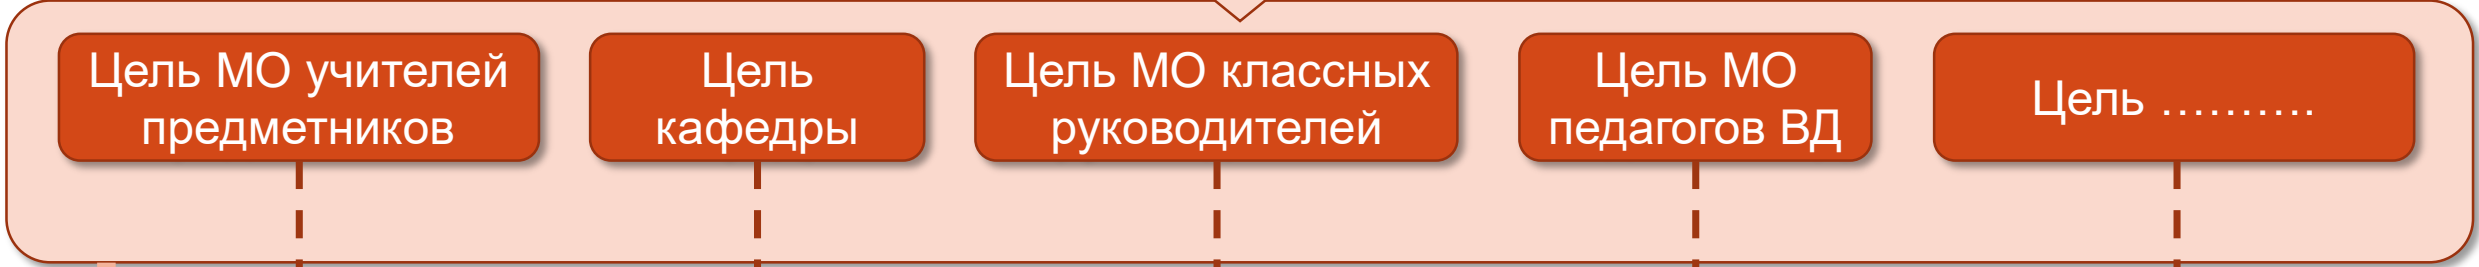 Цель МО учителей
предметников
Цель
кафедры
Цель МО классных
руководителей
Цель МО
педагогов ВД
Цель ……….